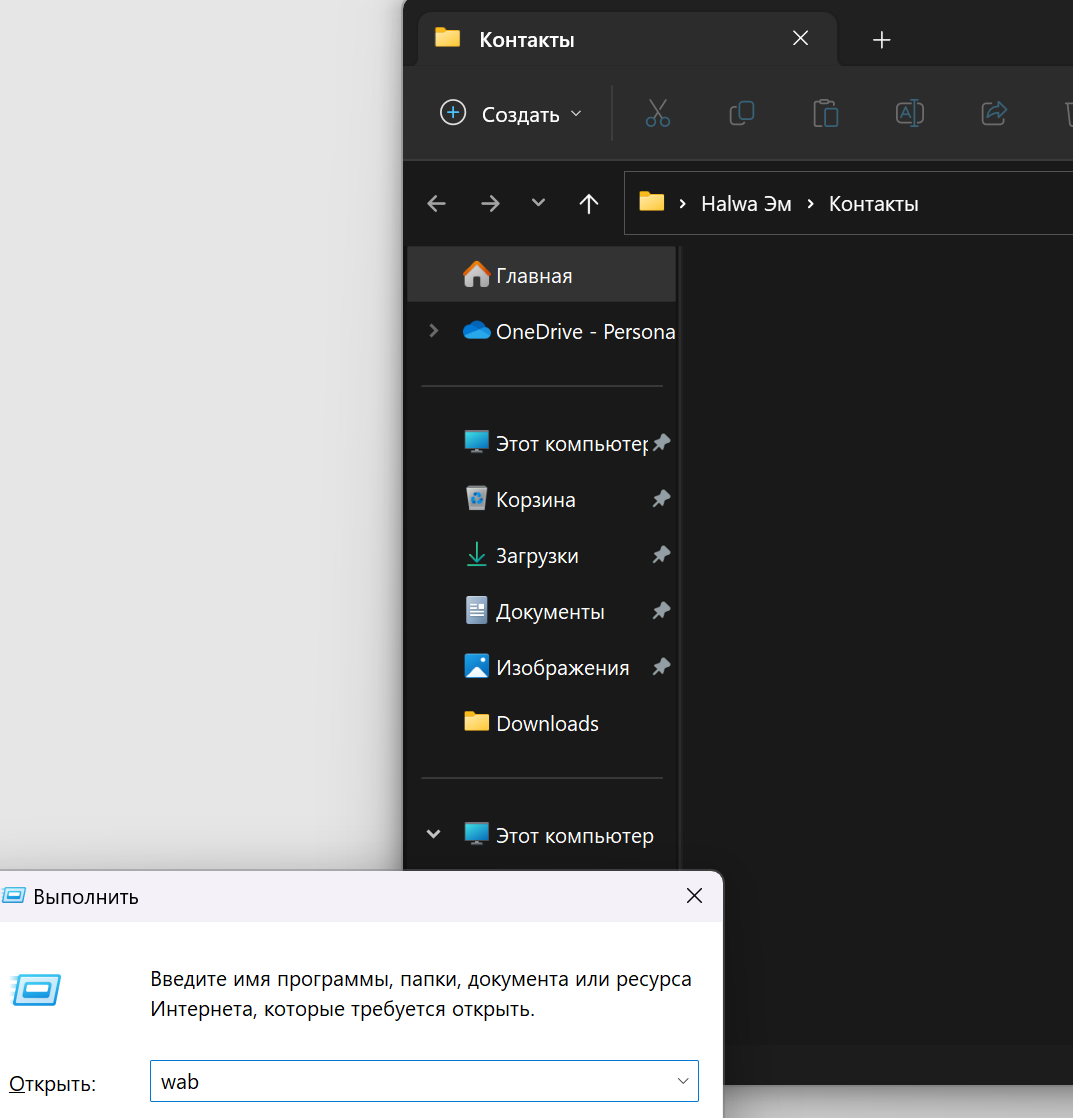 Контакты
Создать
Halwa Эм
Контакты
Главная
OneDrive - Persona
Этот компьютер
Корзина
Загрузки
Документы
Изображения
Downloads
Этот компьютер
Выполнить
Введите имя программы, папки, документа или ресурса
Интернета, которые требуется открыть.
Открыть:
wab